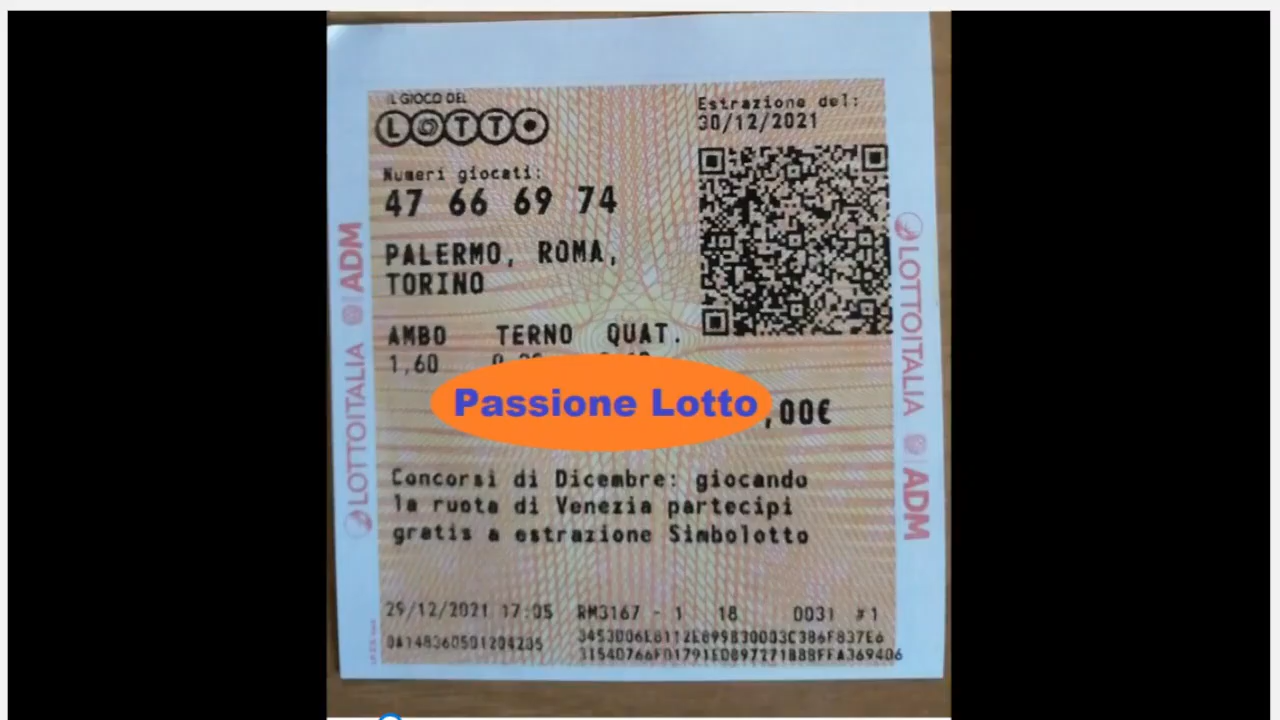 IL GIOCO DEL
LOTTO
Estrazione del:
30/12/2021
Numeri giocati:
47 66 69 74
PALERMO, ROMA,
TORINO
AMBO TERNO QUAT.
1,60
Passione Lotto
,00€
Concorsi di Dicembre: giocando
la ruota di Venezia partecipi
gratis a estrazione Simbolotto
29/12/2021 17:05 RM3167 - 1 18 0031 #1
LOTTOITALIA ADM
LOTTOITALIA ADM